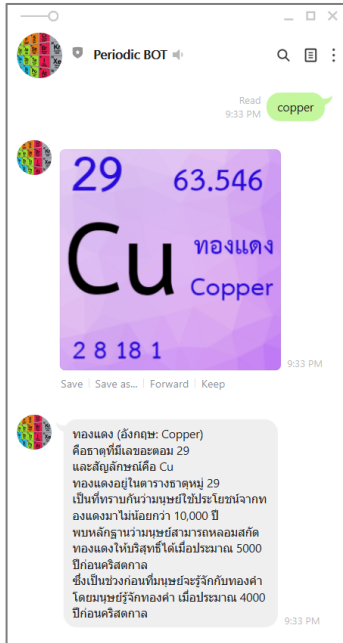 Periodic BOT
Read
9:33 PM
copper
29
63.546
Cu
ทองแดง
Copper
2 8 18 1
9:33 PM
Save
Save as...
Forward
Keep
ทองแดง (อังกฤษ: Copper)
คือธาตุที่มีเลขอะตอม 29
และสัญลักษณ์คือ Cu
ทองแดงอยู่ในตารางธาตุหมู่ 29
เป็นที่ทราบกันว่ามนุษย์ใช้ประโยชน์จากท
องแดงมาไม่น้อยกว่า 10,000 ปี
พบหลักฐานว่ามนุษย์สามารถหลอมสกัด
ทองแดงให้บริสุทธิ์ได้เมื่อประมาณ 5000
ปีก่อนคริสตกาล
ซึ่งเป็นช่วงก่อนที่มนุษย์จะรู้จักกับทองคำ
โดยมนุษย์รู้จักทองคำ เมื่อประมาณ 4000
ปีก่อนคริสตกาล
9:33 PM